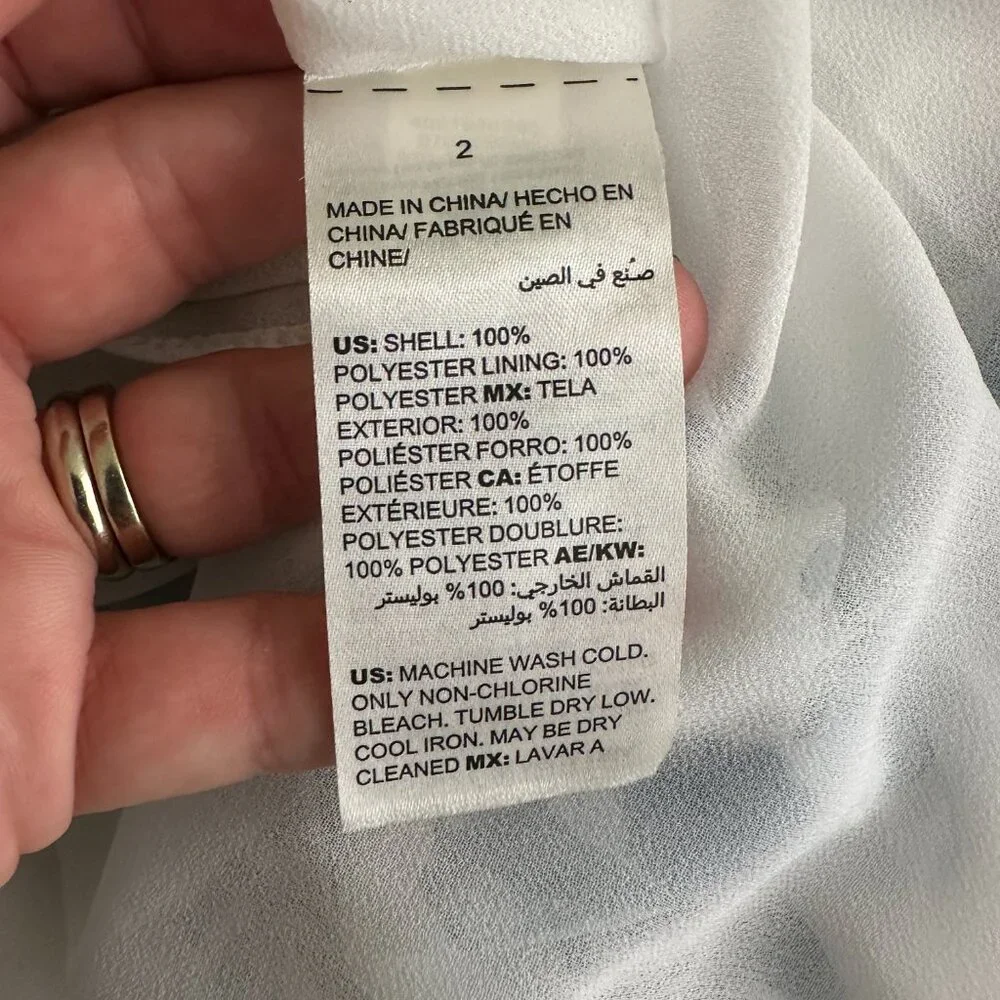 2
MADE IN CHINA/ HECHO EN
CHINA/ FABRIQUÉ EN
CHINE/
صُنع في الصين
US: SHELL: 100%
POLYESTER LINING: 100%
POLYESTER MX: TELA
EXTERIOR: 100%
POLIÉSTER FORRO: 100%
POLIÉSTER CA: ÉTOFFE
EXTÉRIEURE: 100%
POLYESTER DOUBLURE:
100% POLYESTER AE/KW:
القماش الخارجي: 100% بوليستر
البطانة: 100% بوليستر
US: MACHINE WASH COLD.
ONLY NON-CHLORINE
BLEACH. TUMBLE DRY LOW.
COOL IRON. MAY BE DRY
CLEANED MX: LAVAR A